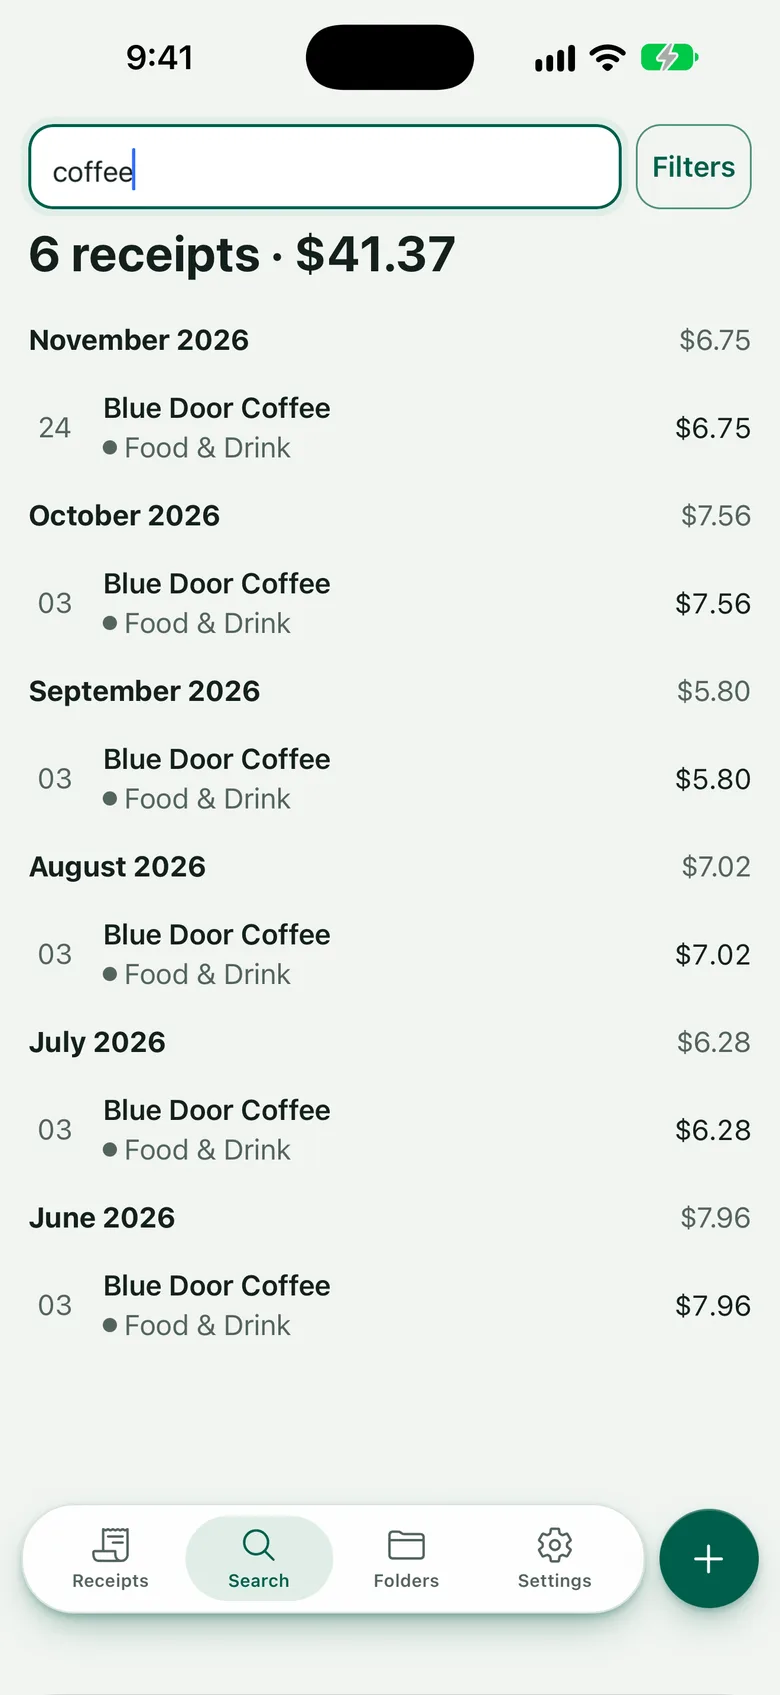 9:41
coffee
Filters
6 receipts · $41.37
November 2026 $6.75
24 Blue Door Coffee $6.75
Food & Drink
October 2026 $7.56
03 Blue Door Coffee $7.56
Food & Drink
September 2026 $5.80
03 Blue Door Coffee $5.80
Food & Drink
August 2026 $7.02
03 Blue Door Coffee $7.02
Food & Drink
July 2026 $6.28
03 Blue Door Coffee $6.28
Food & Drink
June 2026 $7.96
03 Blue Door Coffee $7.96
Food & Drink
Receipts Search Folders Settings